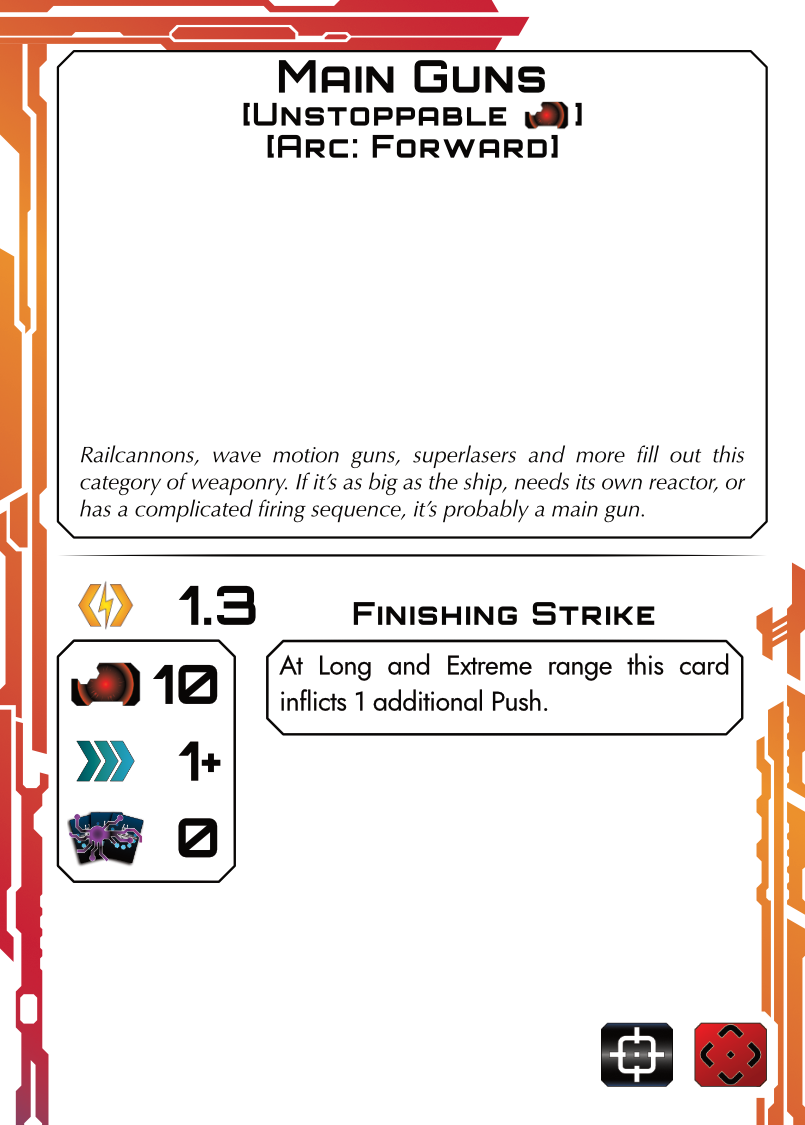 Main Guns
[Unstoppable ]
[Arc: Forward]
Railcannons, wave motion guns, superlasers and more fill out this
category of weaponry. If it's as big as the ship, needs its own reactor, or
has a complicated firing sequence, it's probably a main gun.
1.3
Finishing Strike
10
1+
0
At Long and Extreme range this card
inflicts 1 additional Push.